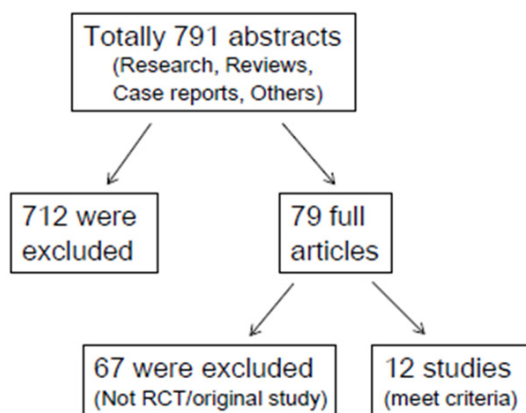 Totally 791 abstracts
(Research, Reviews,
Case reports, Others)
712 were
excluded
79 full
articles
67 were excluded
(Not RCT/original study)
12 studies
(meet criteria)